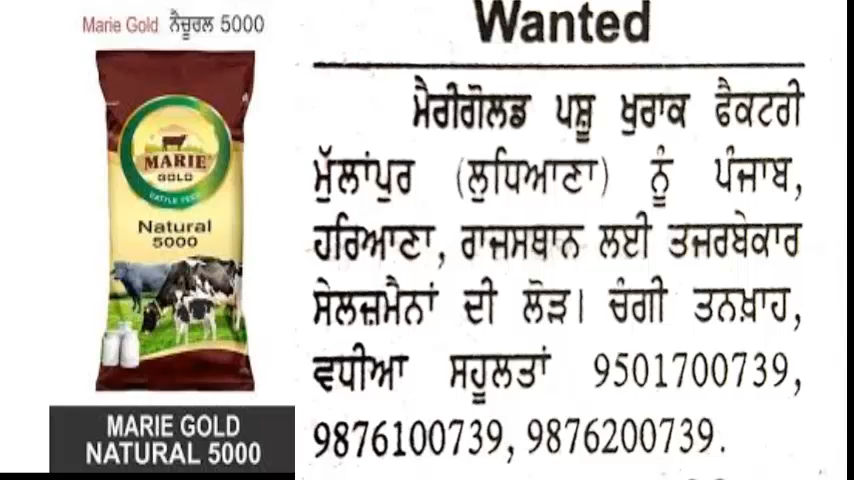 Marie Gold ਨੈਚੂਰਲ 5000
MARIE
GOLD
CATTLE FEED
Natural
5000
MARIE GOLD
NATURAL 5000
Wanted
ਮੈਰੀਗੋਲਡ ਪਸ਼ੂ ਖੁਰਾਕ ਫੈਕਟਰੀ
ਮੁੱਲਾਂਪੁਰ (ਲੁਧਿਆਣਾ) ਨੂੰ ਪੰਜਾਬ,
ਹਰਿਆਣਾ, ਰਾਜਸਥਾਨ ਲਈ ਤਜਰਬੇਕਾਰ
ਸੇਲਜ਼ਮੈਨਾਂ ਦੀ ਲੋੜ। ਚੰਗੀ ਤਨਖ਼ਾਹ,
ਵਧੀਆ ਸਹੂਲਤਾਂ 9501700739,
9876100739, 9876200739.